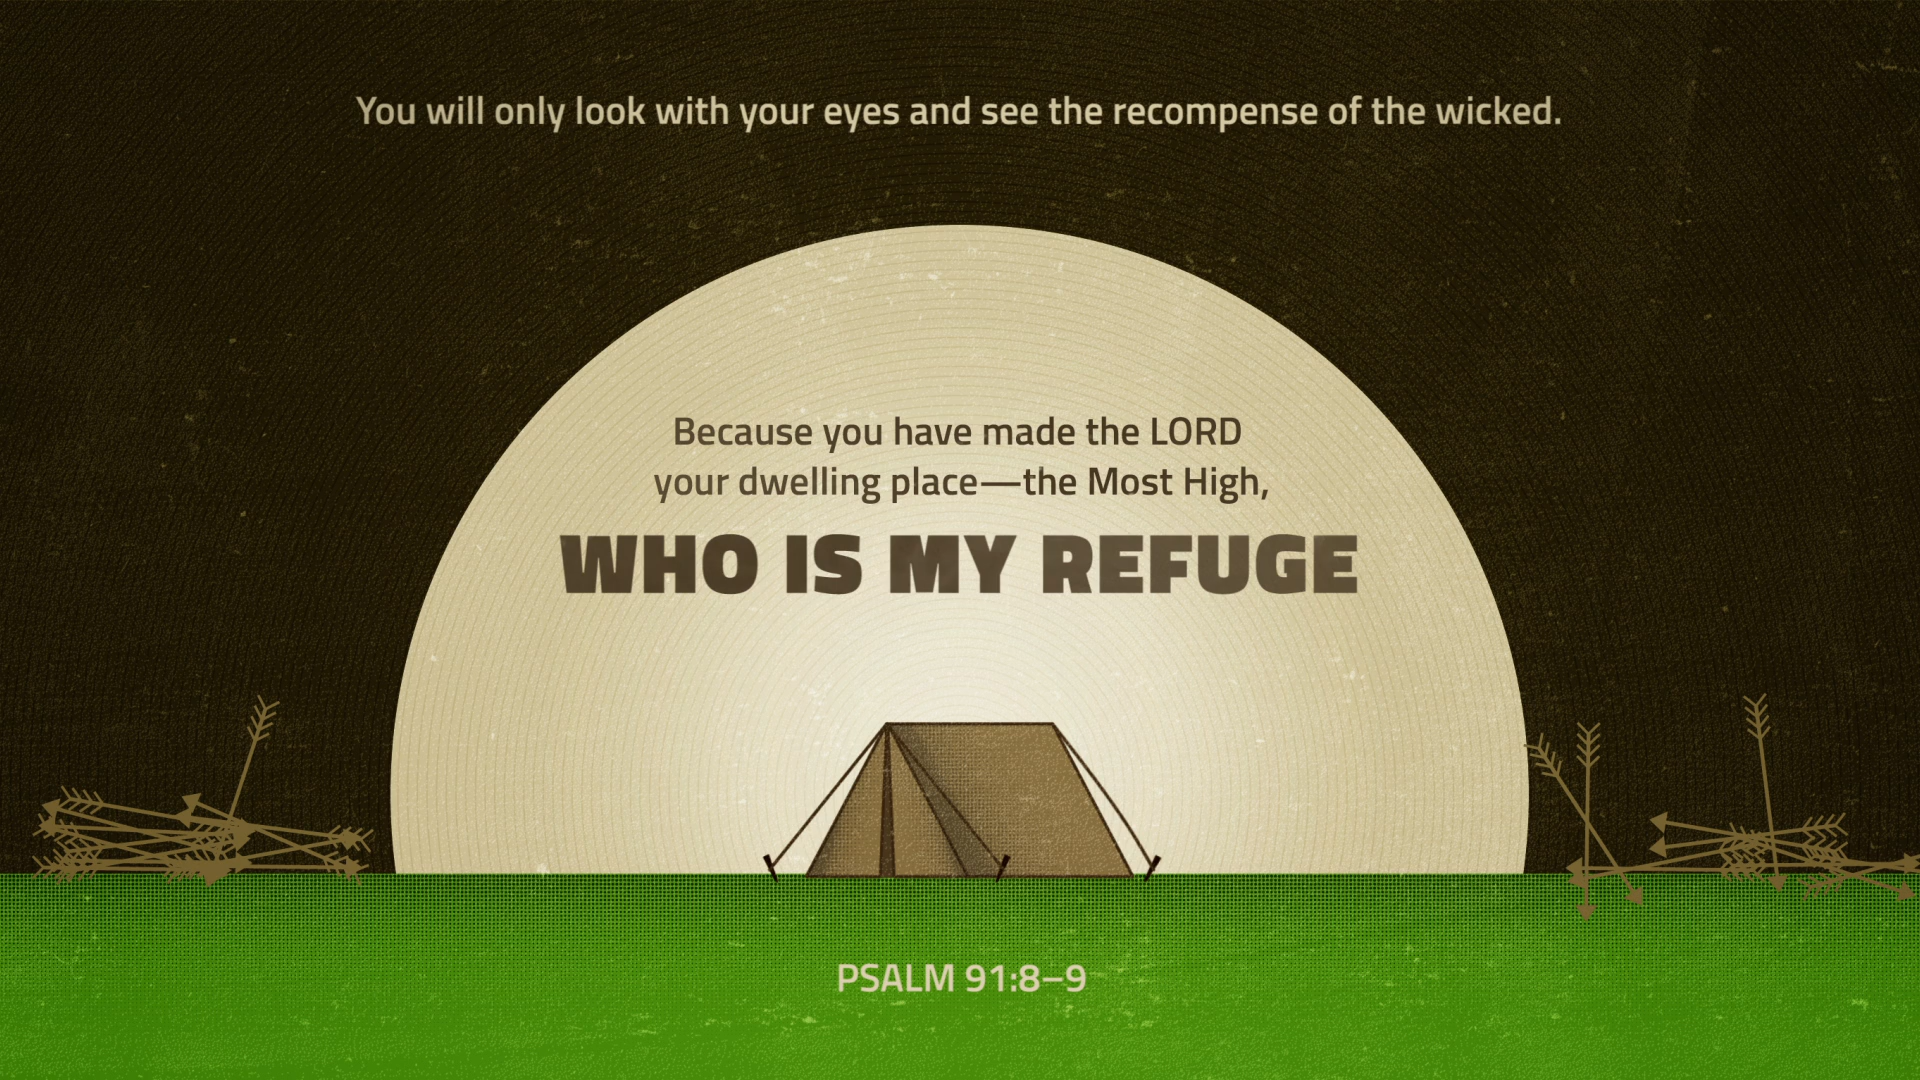 You will only look with your eyes and see the recompense of the wicked.
Because you have made the LORD
your dwelling place—the Most High,
WHO IS MY REFUGE
PSALM 91:8–9